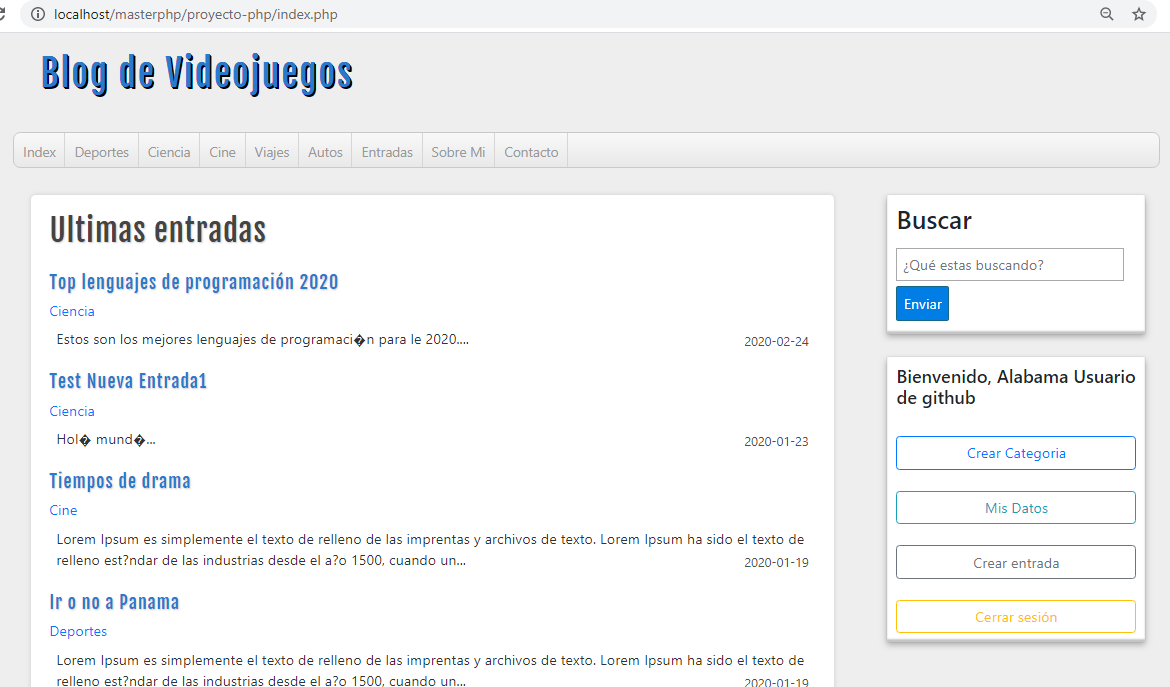 localhost/masterphp/proyecto-php/index.php
Blog de Videojuegos
Index Deportes Ciencia Cine Viajes Autos Entradas Sobre Mi Contacto
Ultimas entradas
Top lenguajes de programación 2020
Ciencia
Estos son los mejores lenguajes de programaci�n para le 2020....
2020-02-24
Test Nueva Entrada1
Ciencia
Hol� mund�...
2020-01-23
Tiempos de drama
Cine
Lorem Ipsum es simplemente el texto de relleno de las imprentas y archivos de texto. Lorem Ipsum ha sido el texto de
relleno est?ndar de las industrias desde el a?o 1500, cuando un...
2020-01-19
Ir o no a Panama
Deportes
Lorem Ipsum es simplemente el texto de relleno de las imprentas y archivos de texto. Lorem Ipsum ha sido el texto de
relleno est?ndar de las industrias desde el a?o 1500, cuando un...
2020-01-19
Buscar
¿Qué estas buscando?
Enviar
Bienvenido, Alabama Usuario
de github
Crear Categoria
Mis Datos
Crear entrada
Cerrar sesión